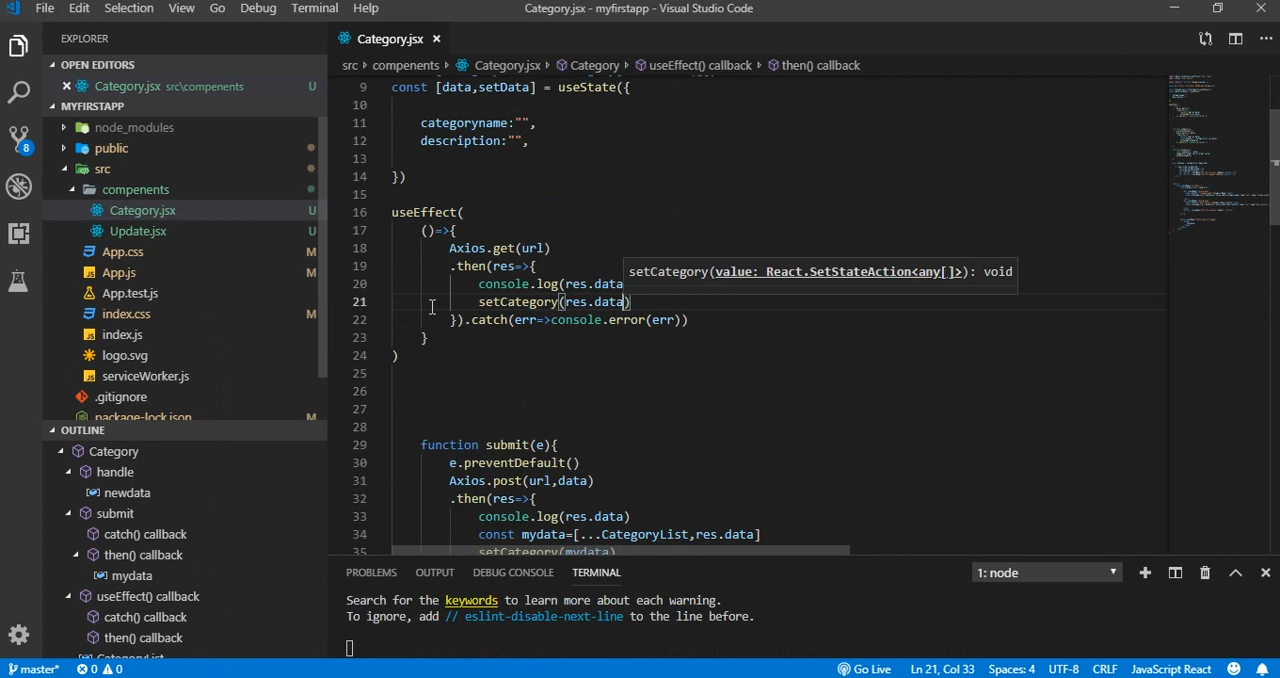 File Edit Selection View Go Debug Terminal Help Category.jsx - myfirstapp - Visual Studio Code
EXPLORER
OPEN EDITORS
Category.jsx src\compenents U
MYFIRSTAPP
node_modules
public
src
compenents
Category.jsx U
Update.jsx U
App.css M
App.js M
App.test.js
index.css M
index.js
logo.svg
serviceWorker.js
.gitignore
package-lock.json M
OUTLINE
Category
handle
newdata
submit
catch() callback
then() callback
mydata
useEffect() callback
catch() callback
then() callback
CategoryList
8
Category.jsx
src > compenents > Category.jsx > Category > useEffect() callback > then() callback
9 const [data,setData] = useState({
10
11 categoryname:"",
12 description:"",
13
14 })
15
16 useEffect(
17 ()=>{
18 Axios.get(url)
19 .then(res=>{
20 console.log(res.data
setCategory(value: React.SetStateAction<any[]>): void
21 setCategory(res.data)
22 }).catch(err=>console.error(err))
23 }
24 )
25
26
27
28
29 function submit(e){
30 e.preventDefault()
31 Axios.post(url,data)
32 .then(res=>{
33 console.log(res.data)
34 const mydata=[...CategoryList,res.data]
35 setCategory(mydata)
PROBLEMS OUTPUT DEBUG CONSOLE TERMINAL 1: node
Search for the keywords to learn more about each warning.
To ignore, add // eslint-disable-next-line to the line before.
master* 0 0 Go Live Ln 21, Col 33 Spaces: 4 UTF-8 CRLF JavaScript React